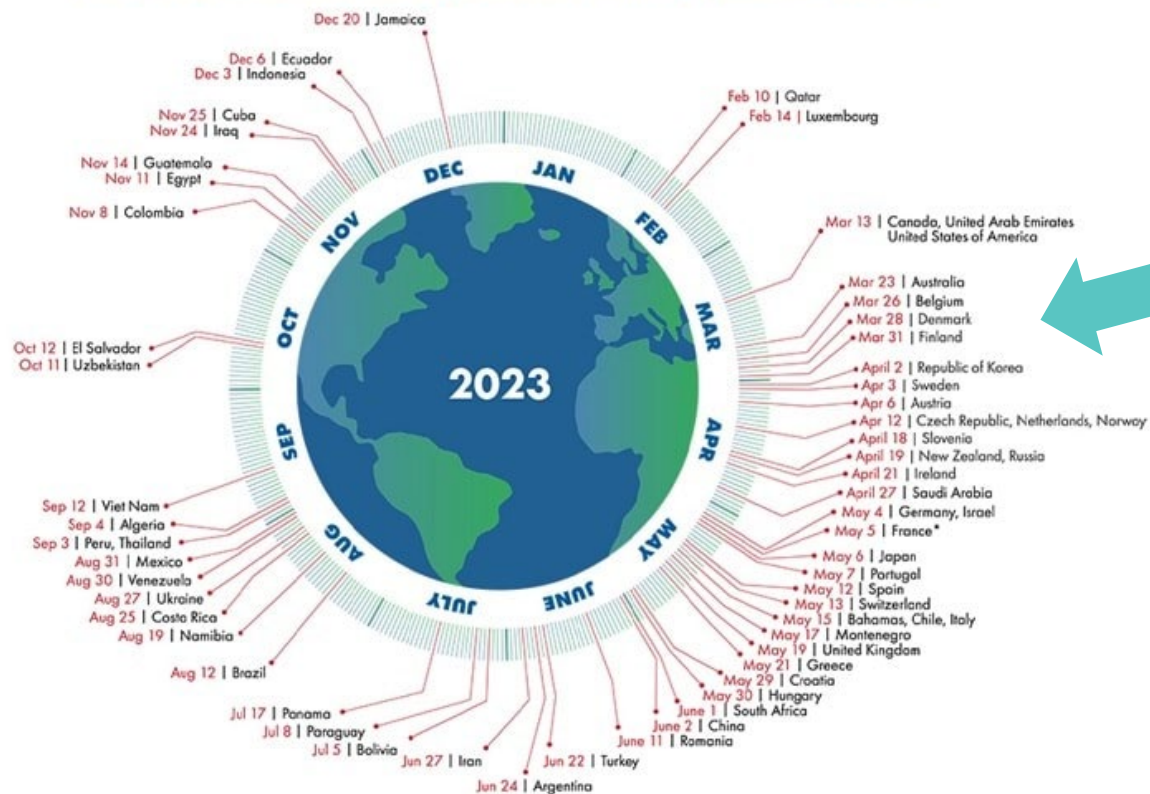 Dec 20 | Jamaica
Dec 6 | Ecuador
Dec 3 | Indonesia
Nov 25 | Cuba
Nov 24 | Iraq
Nov 14 | Guatemala
Nov 11 | Egypt
Nov 8 | Colombia
Oct 12 | El Salvador
Oct 11 | Uzbekistan
Sep 12 | Viet Nam
Sep 4 | Algeria
Sep 3 | Peru, Thailand
Aug 31 | Mexico
Aug 30 | Venezuela
Aug 27 | Ukraine
Aug 25 | Costa Rica
Aug 19 | Namibia
Aug 12 | Brazil
Jul 17 | Panama
Jul 8 | Paraguay
Jul 5 | Bolivia
Jun 27 | Iran
Jun 24 | Argentina
Jun 22 | Turkey
Feb 10 | Qatar
Feb 14 | Luxembourg
Mar 13 | Canada, United Arab Emirates
United States of America
Mar 23 | Australia
Mar 26 | Belgium
Mar 28 | Denmark
Mar 31 | Finland
April 2 | Republic of Korea
Apr 3 | Sweden
Apr 6 | Austria
Apr 12 | Czech Republic, Netherlands, Norway
April 18 | Slovenia
April 19 | New Zealand, Russia
April 21 | Ireland
April 27 | Saudi Arabia
May 4 | Germany, Israel
May 5 | France*
May 6 | Japan
May 7 | Portugal
May 12 | Spain
May 13 | Switzerland
May 15 | Bahamas, Chile, Italy
May 17 | Montenegro
May 19 | United Kingdom
May 21 | Greece
May 29 | Croatia
May 30 | Hungary
June 1 | South Africa
June 2 | China
June 11 | Romania
JAN
FEB
MAR
APR
MAY
JUNE
JULY
AUG
SEP
OCT
NOV
DEC
2023